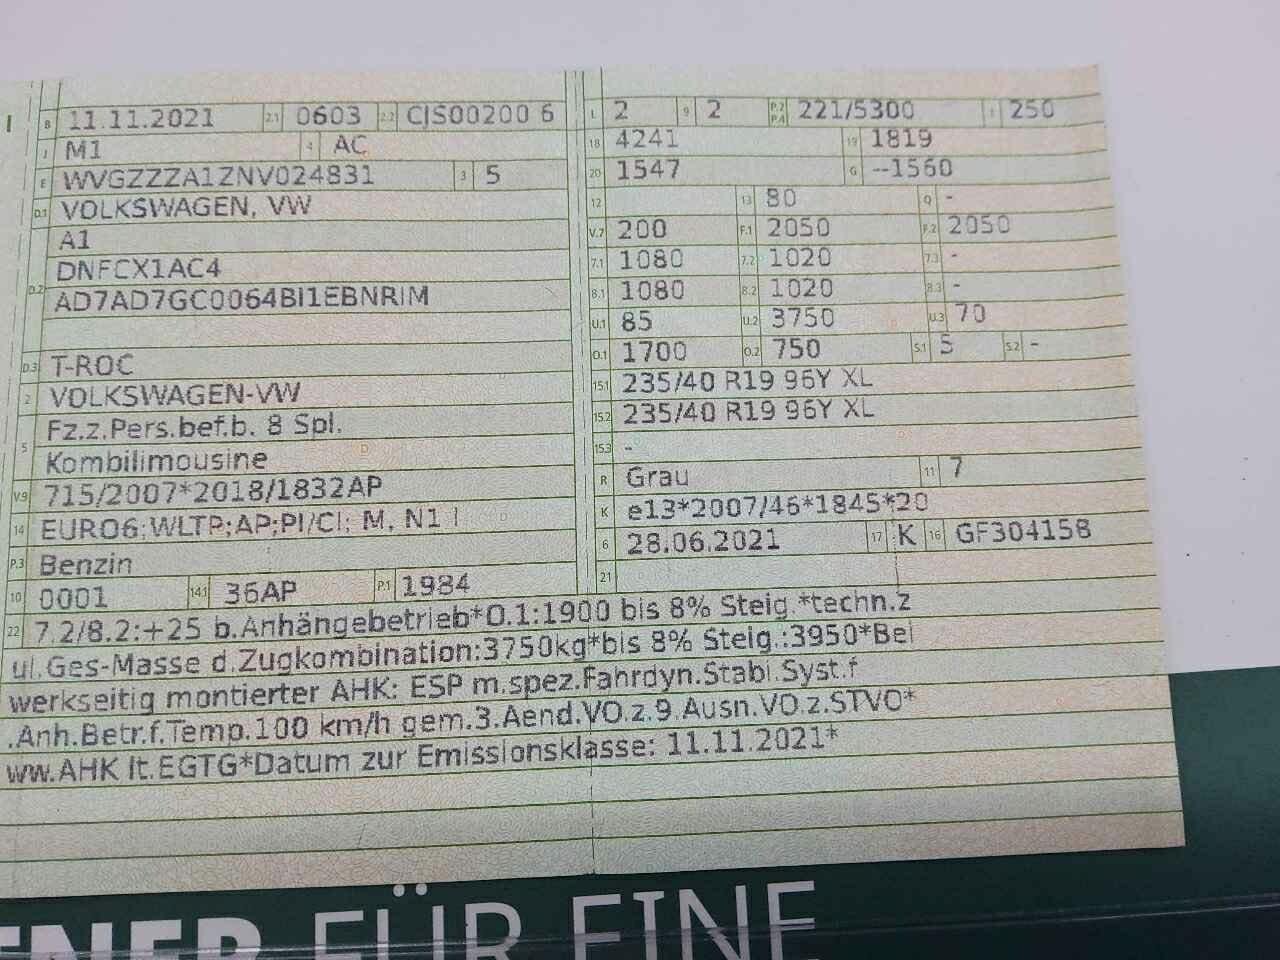 B 11.11.2021 2.1 0603 2.2 CJS00200 6
J M1 4 AC
E WVGZZZA1ZNV024831 3 5
D.1 VOLKSWAGEN, VW
A1
D.2 DNFCX1AC4
AD7AD7GC0064BI1EBNRIM
D.3 T-ROC
2 VOLKSWAGEN-VW
5 Fz.z.Pers.bef.b. 8 Spl.
Kombilimousine
V.9 715/2007*2018/1832AP
14 EURO6;WLTP;AP;PI/CI; M, N1 I
P.3 Benzin
10 0001 14.1 36AP P.1 1984
L 2 9 2 P.2 P.4 221/5300 T 250
18 4241 19 1819
20 1547 G --1560
12 13 80 Q -
V.7 200 F.1 2050 F.2 2050
7.1 1080 7.2 1020 7.3 -
8.1 1080 8.2 1020 8.3 -
U.1 85 U.2 3750 U.3 70
O.1 1700 O.2 750 S.1 5 S.2 -
15.1 235/40 R19 96Y XL
15.2 235/40 R19 96Y XL
15.3 -
R Grau 11 7
K e13*2007/46*1845*20
6 28.06.2021 17 K 16 GF304158
21
22 7.2/8.2:+25 b.Anhängebetrieb*O.1:1900 bis 8% Steig.*techn.z
ul.Ges-Masse d.Zugkombination:3750kg*bis 8% Steig.:3950*Bei
werkseitig montierter AHK: ESP m.spez.Fahrdyn.Stabi.Syst.f
.Anh.Betr.f.Temp.100 km/h gem.3.Aend.VO.z.9.Ausn.VO.z.STVO*
ww.AHK lt.EGTG*Datum zur Emissionsklasse: 11.11.2021*
FÜR EINE